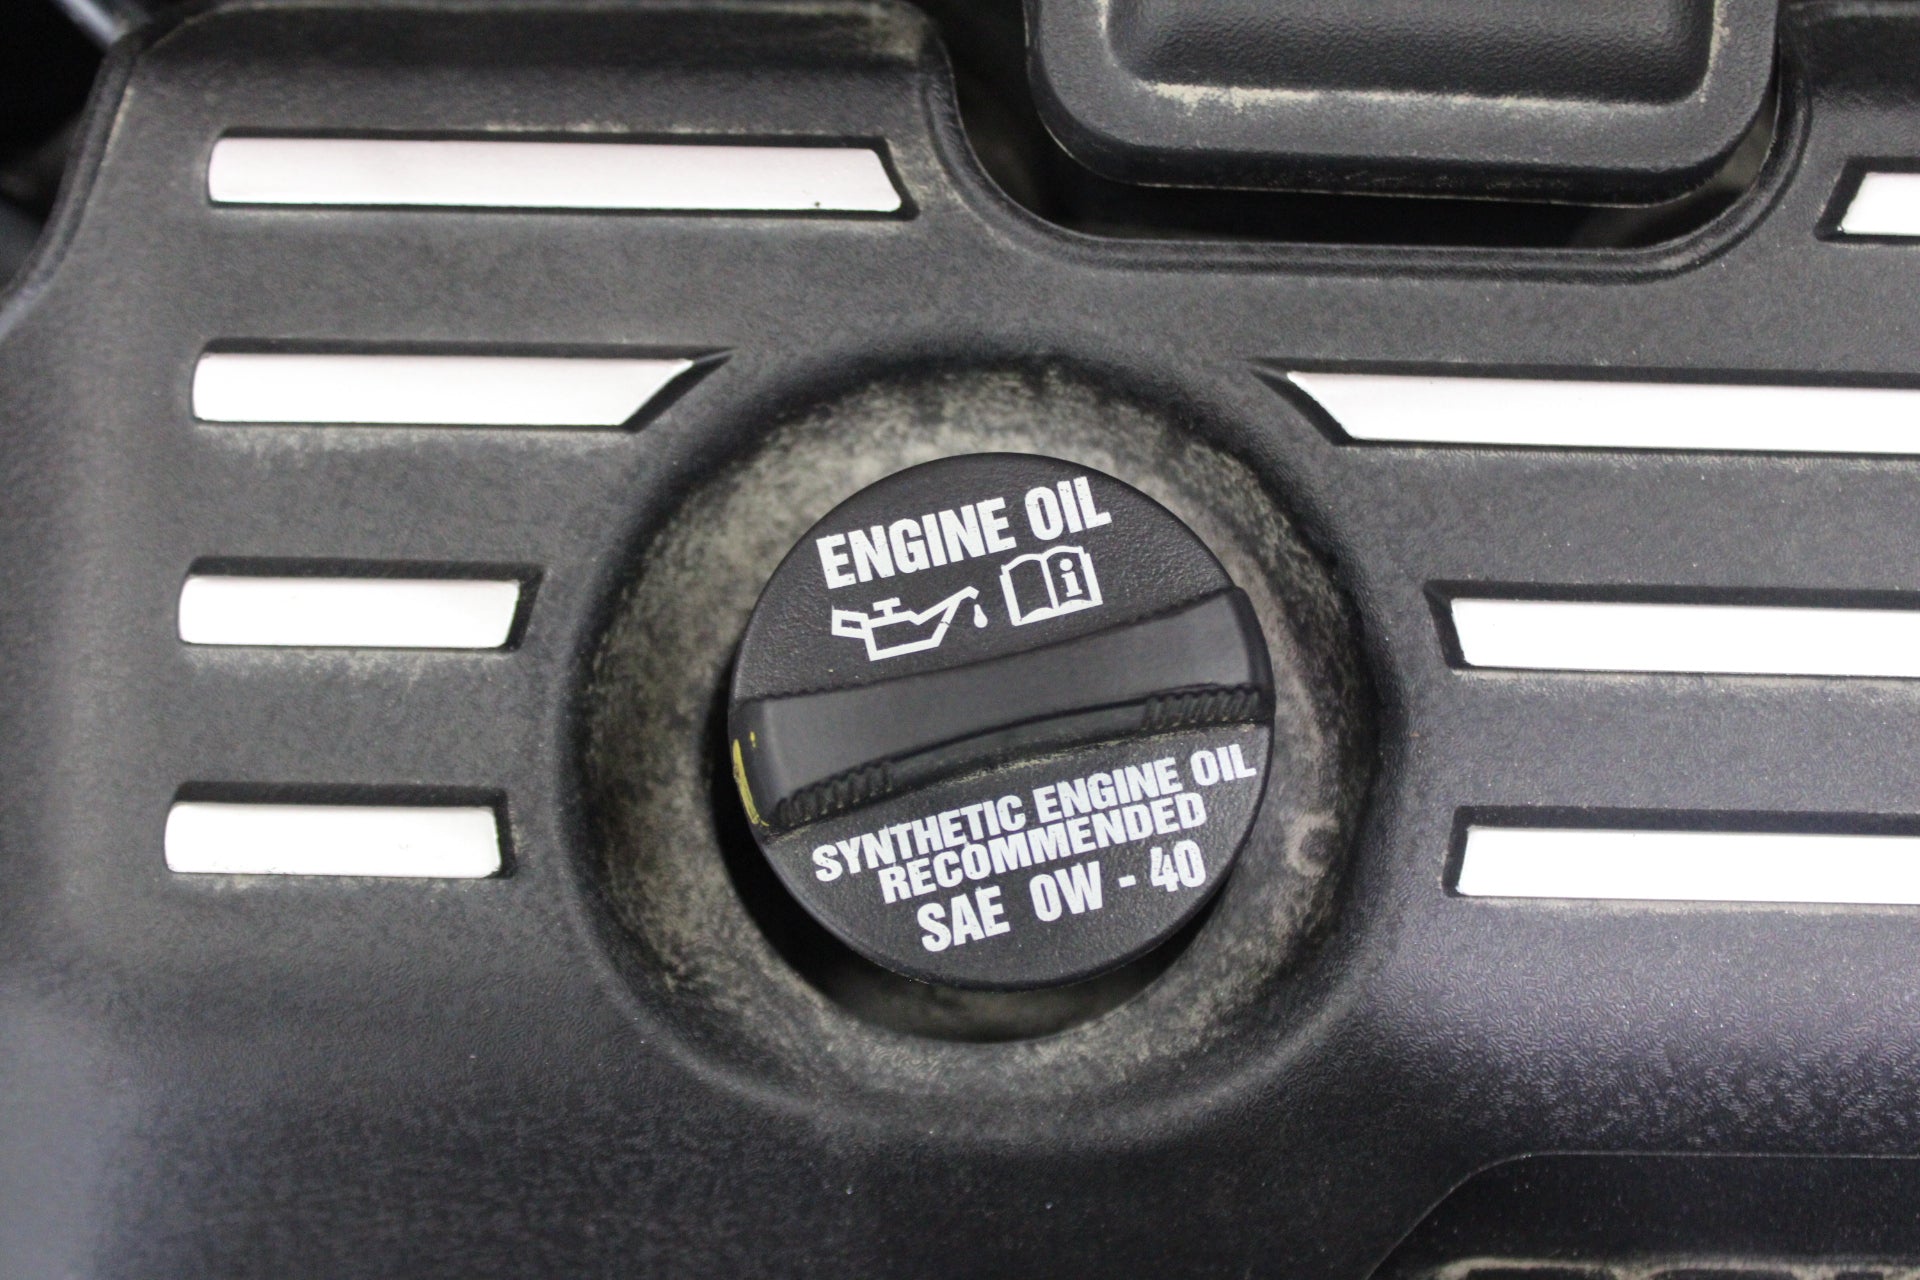 ENGINE OIL
i
SYNTHETIC ENGINE OIL
RECOMMENDED
SAE 0W - 40